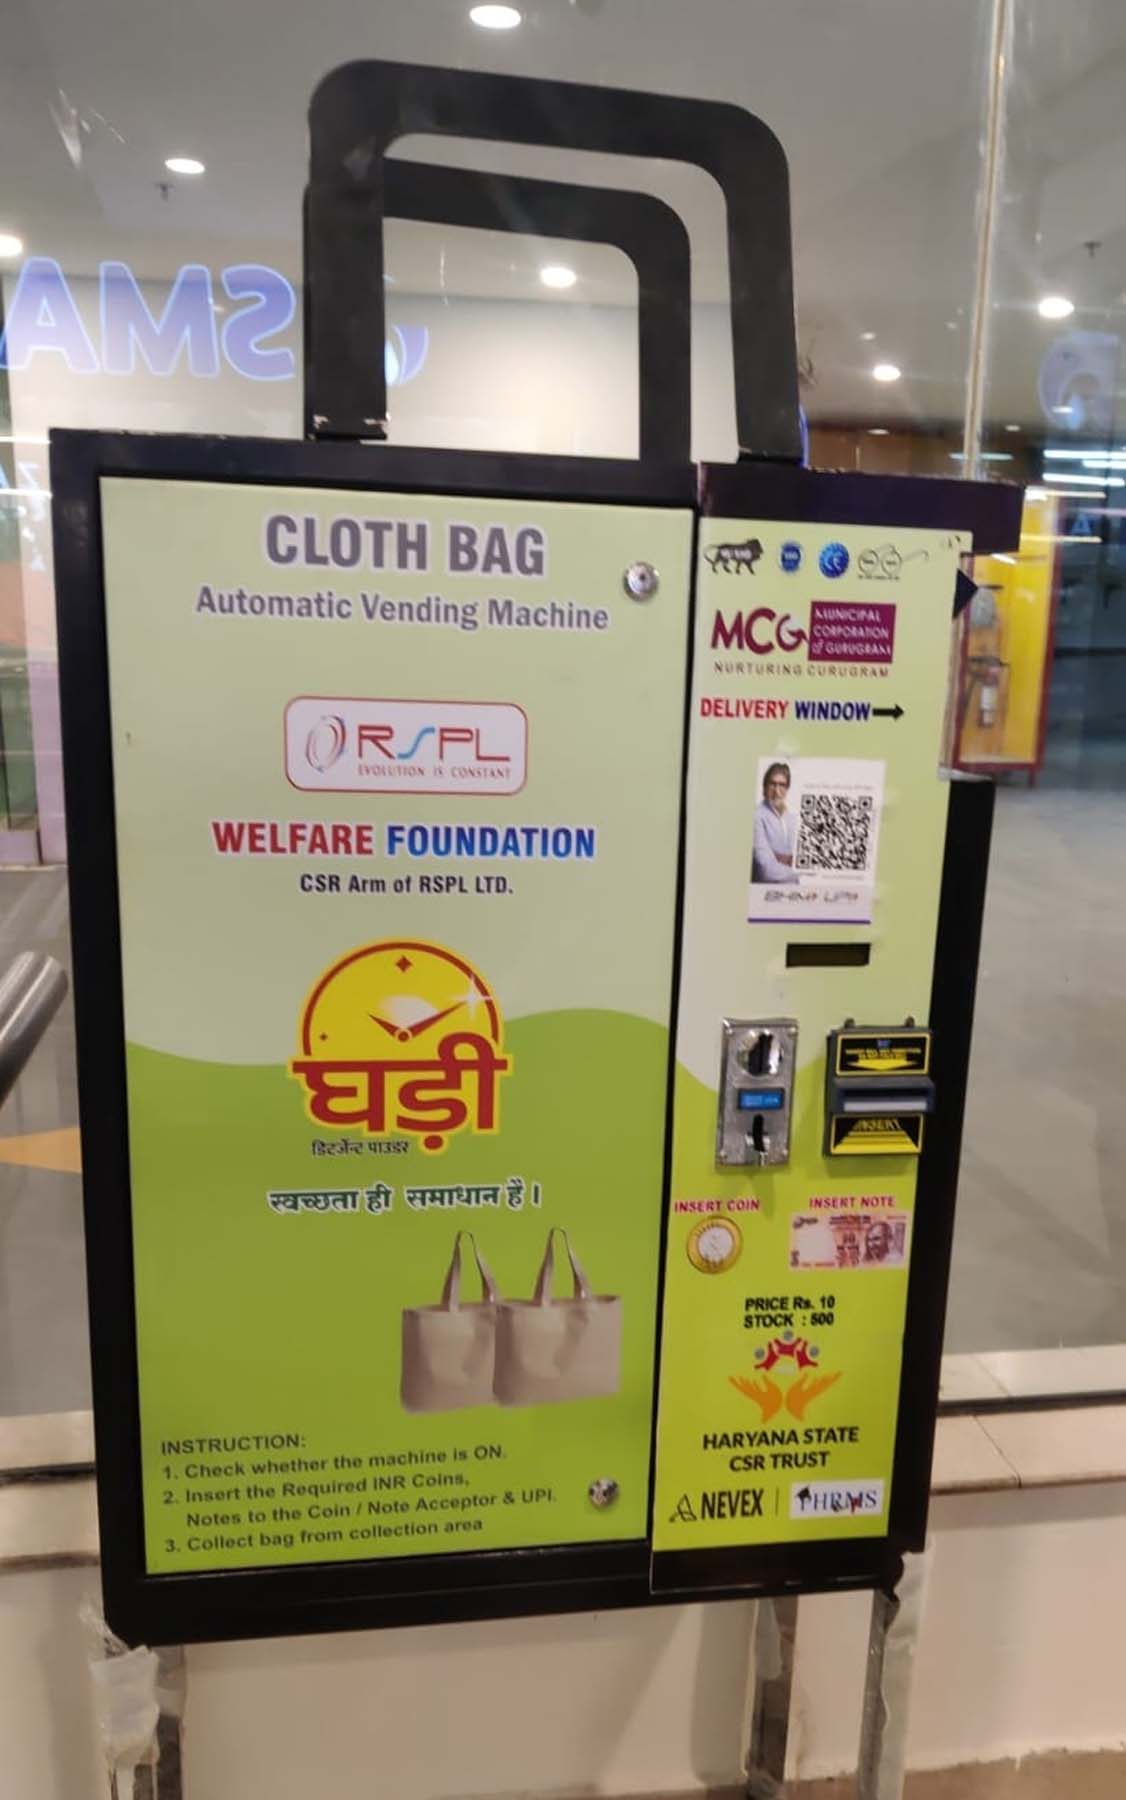 SMA
CLOTH BAG
Automatic Vending Machine
RSPL
EVOLUTION IS CONSTANT
WELFARE FOUNDATION
CSR Arm of RSPL LTD.
घड़ी
डिटर्जेन्ट पाउडर
स्वच्छता ही समाधान है।
INSTRUCTION:
1. Check whether the machine is ON.
2. Insert the Required INR Coins,
Notes to the Coin / Note Acceptor & UPI.
3. Collect bag from collection area
MCG MUNICIPAL
CORPORATION
of GURUGRAM
NURTURING GURUGRAM
DELIVERY WINDOW
BHIM UPI
INSERT
INSERT COIN
INSERT NOTE
PRICE Rs. 10
STOCK : 500
HARYANA STATE
CSR TRUST
NEVEX | PHRMS